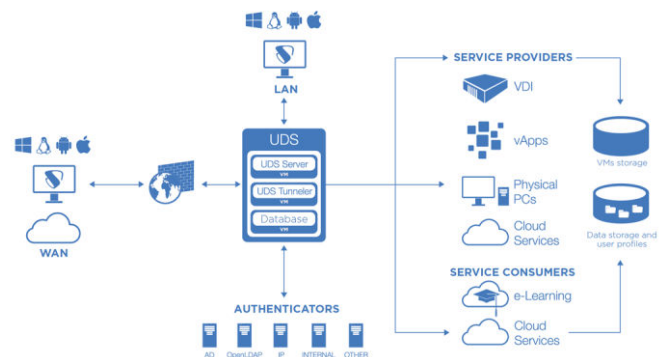 LAN
WAN
UDS
UDS Server
VM
UDS Tunneler
VM
Database
VM
AUTHENTICATORS
AD
OpenLDAP
IP
INTERNAL
OTHER
SERVICE PROVIDERS
VDI
vApps
Physical
PCs
Cloud
Services
SERVICE CONSUMERS
e-Learning
Cloud
Services
VMs storage
Data storage and
user profiles